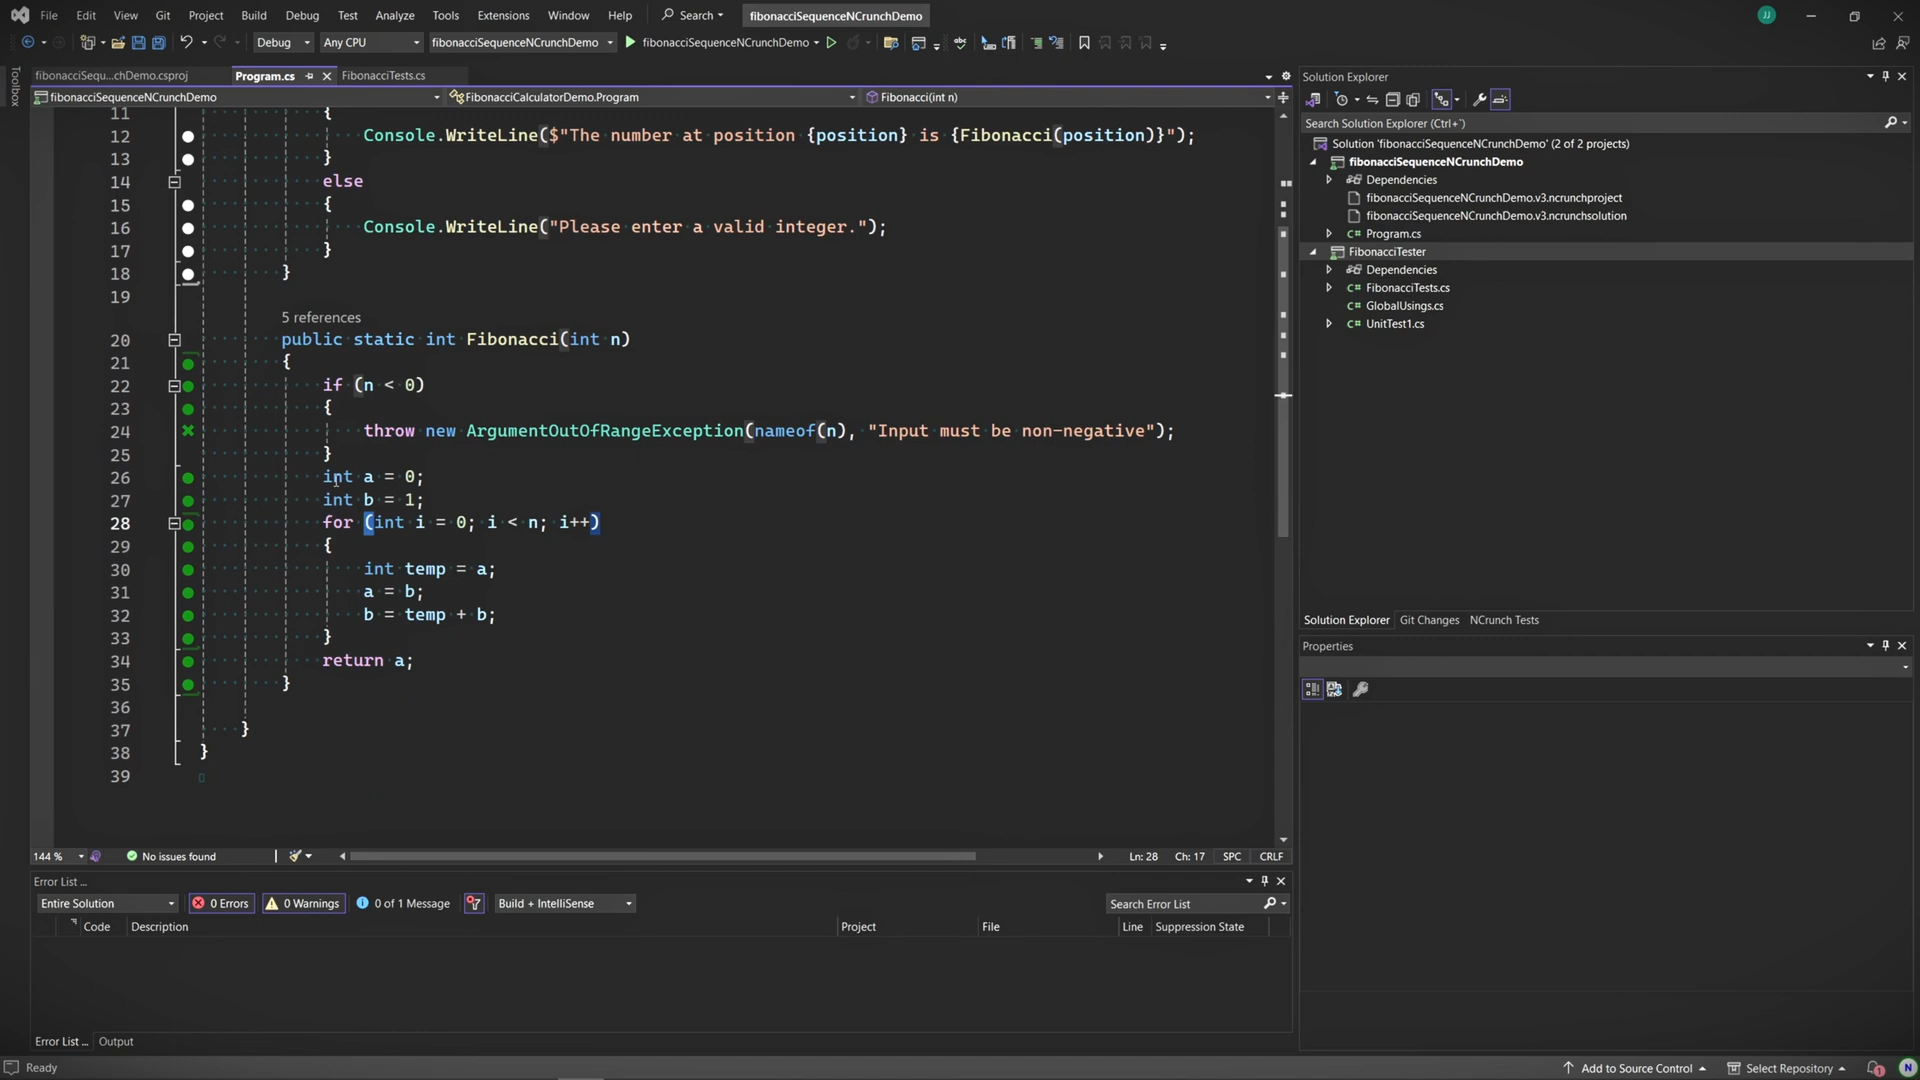 File Edit View Git Project Build Debug Test Analyze Tools Extensions Window Help Search fibonacciSequenceNCrunchDemo JJ
Debug Any CPU fibonacciSequenceNCrunchDemo fibonacciSequenceNCrunchDemo
Toolbox
fibonacciSequ...chDemo.csproj Program.cs FibonacciTests.cs
fibonacciSequenceNCrunchDemo FibonacciCalculatorDemo.Program Fibonacci(int n)
11 {
12 Console.WriteLine($"The number at position {position} is {Fibonacci(position)}");
13 }
14 else
15 {
16 Console.WriteLine("Please enter a valid integer.");
17 }
18 }
19
5 references
20 public static int Fibonacci(int n)
21 {
22 if (n < 0)
23 {
24 throw new ArgumentOutOfRangeException(nameof(n), "Input must be non-negative");
25 }
26 int a = 0;
27 int b = 1;
28 for (int i = 0; i < n; i++)
29 {
30 int temp = a;
31 a = b;
32 b = temp + b;
33 }
34 return a;
35 }
36
37 }
38 }
39
144 % No issues found Ln: 28 Ch: 17 SPC CRLF
Error List ...
Entire Solution 0 Errors 0 Warnings 0 of 1 Message Build + IntelliSense Search Error List
Code Description Project File Line Suppression State
Error List ... Output
Ready Add to Source Control Select Repository 1 N
Solution Explorer
Search Solution Explorer (Ctrl+`)
Solution 'fibonacciSequenceNCrunchDemo' (2 of 2 projects)
fibonacciSequenceNCrunchDemo
Dependencies
fibonacciSequenceNCrunchDemo.v3.ncrunchproject
fibonacciSequenceNCrunchDemo.v3.ncrunchsolution
C# Program.cs
FibonacciTester
Dependencies
C# FibonacciTests.cs
C# GlobalUsings.cs
C# UnitTest1.cs
Solution Explorer Git Changes NCrunch Tests
Properties